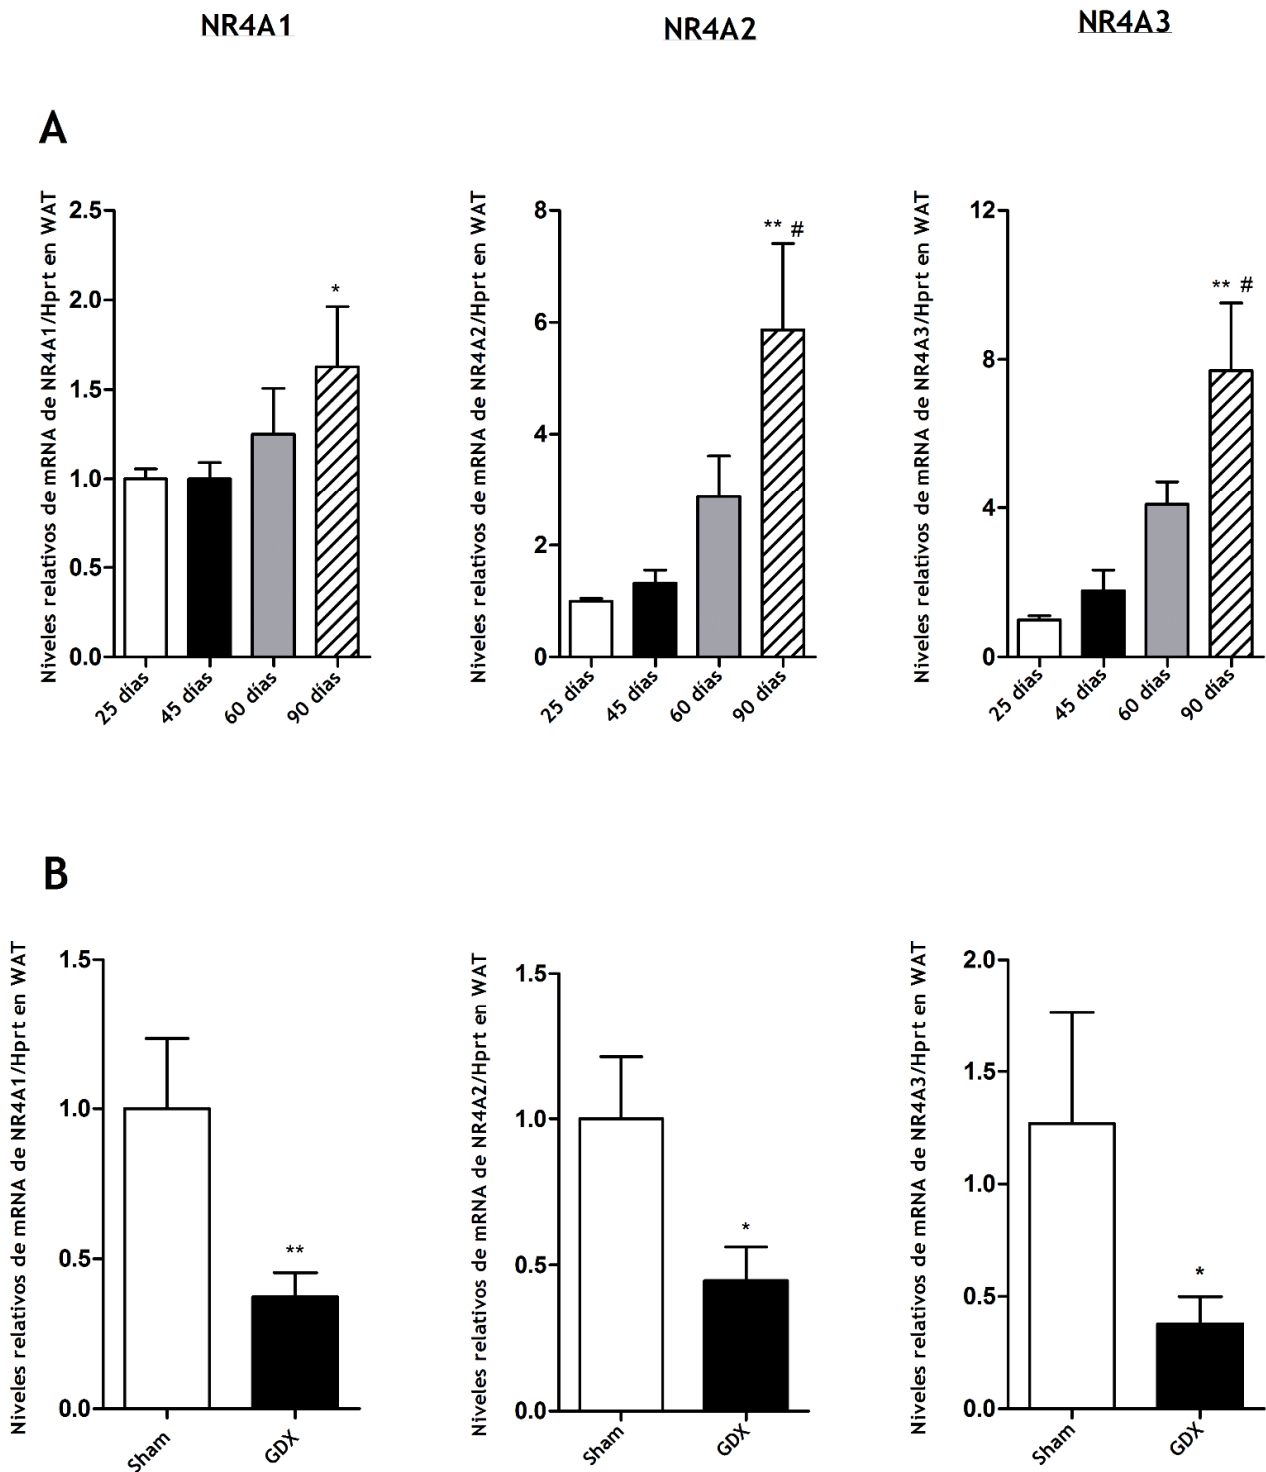 NR4A1
NR4A2
NR4A3
A
Niveles relativos de mRNA de NR4A1/Hprt en WAT
2.5
2.0
1.5
1.0
0.5
0.0
*
25 días
45 días
60 días
90 días
Niveles relativos de mRNA de NR4A2/Hprt en WAT
8
6
4
2
0
** #
25 días
45 días
60 días
90 días
Niveles relativos de mRNA de NR4A3/Hprt en WAT
12
8
4
0
** #
25 días
45 días
60 días
90 días
B
Niveles relativos de mRNA de NR4A1/Hprt en WAT
1.5
1.0
0.5
0.0
**
Sham
GDX
Niveles relativos de mRNA de NR4A2/Hprt en WAT
1.5
1.0
0.5
0.0
*
Sham
GDX
Niveles relativos de mRNA de NR4A3/Hprt en WAT
2.0
1.5
1.0
0.5
0.0
*
Sham
GDX